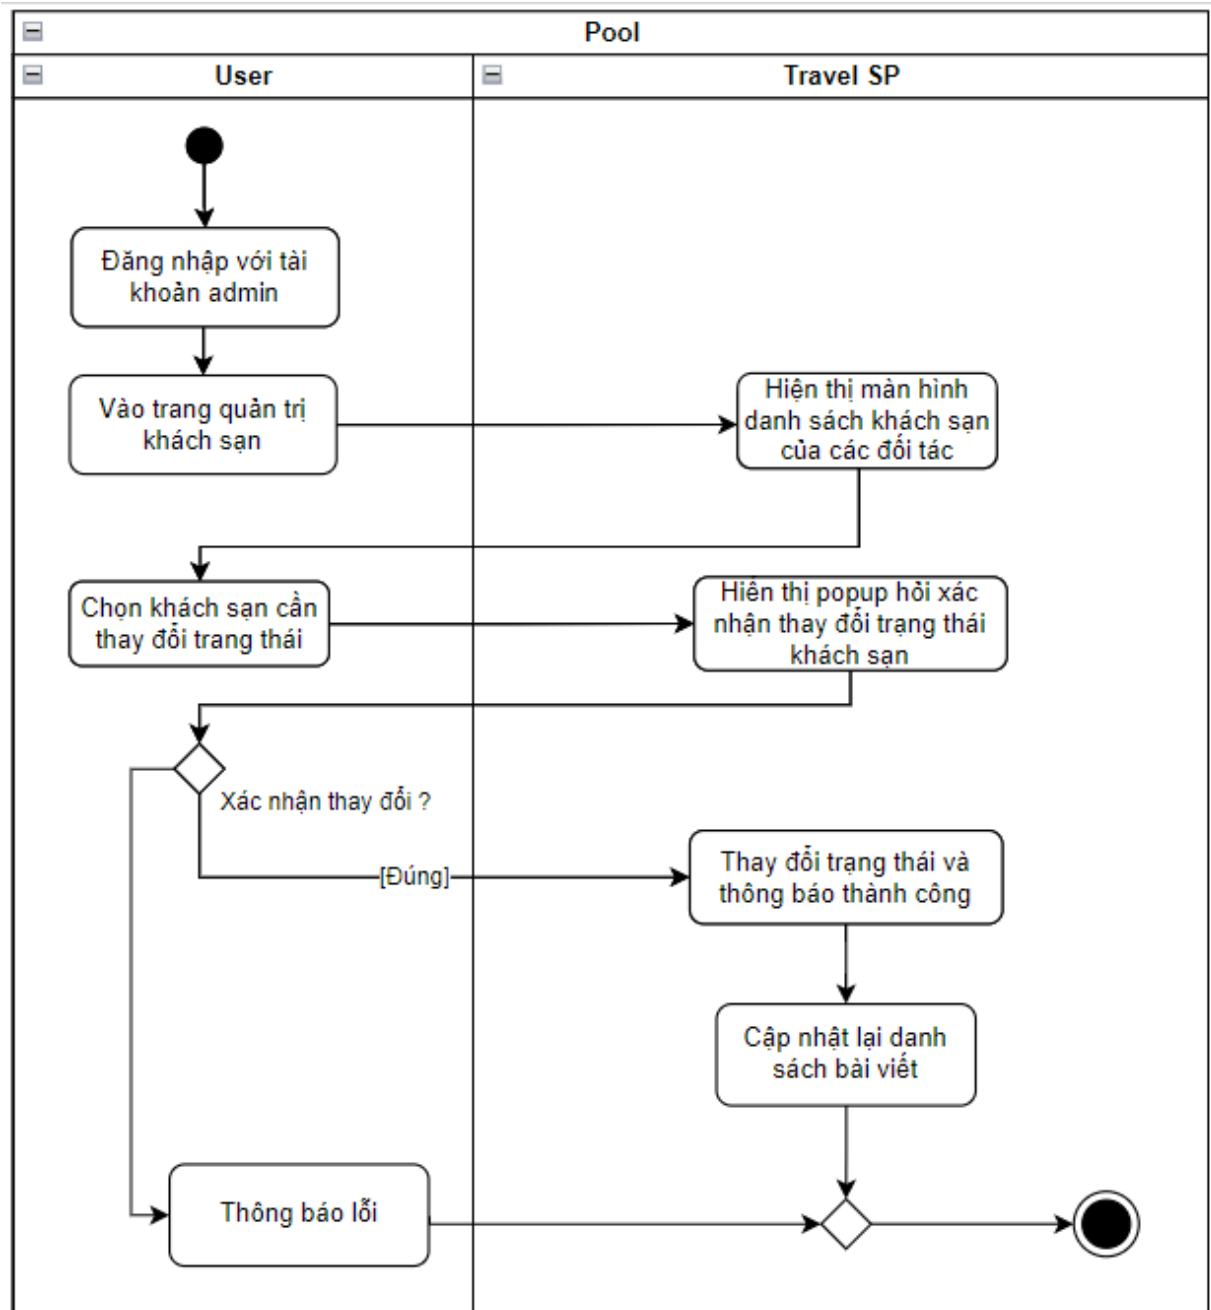 Pool
User
Travel SP
Đăng nhập với tài
khoản admin
Vào trang quản trị
khách sạn
Hiện thị màn hình
danh sách khách sạn
của các đối tác
Chọn khách sạn cần
thay đổi trang thái
Hiên thị popup hỏi xác
nhận thay đổi trạng thái
khách sạn
Xác nhận thay đổi ?
[Đúng]
Thay đổi trạng thái và
thông báo thành công
Cập nhật lại danh
sách bài viết
Thông báo lỗi